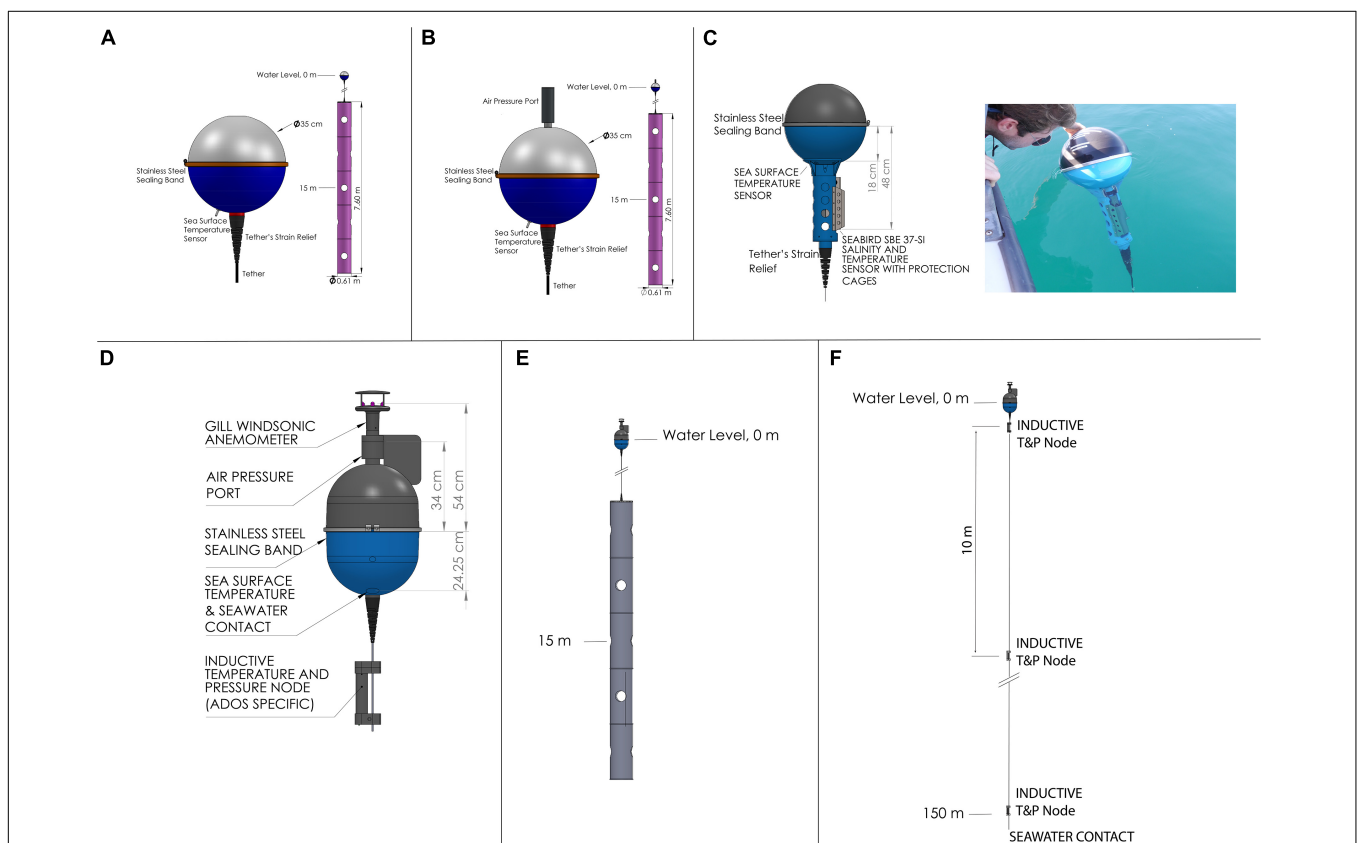 A
Water Level, 0 m
Ø35 cm
Stainless Steel
Sealing Band
15 m
7.60 m
Sea Surface
Temperature
Sensor
Tether's Strain Relief
Tether
Ø0.61 m
B
Air Pressure Port
Water Level, 0 m
Ø35cm
Stainless Steel
Sealing Band
15 m
7.60 m
Sea Surface
Temperature
Sensor
Tether's Strain Relief
Tether
Ø0.61 m
C
Stainless Steel
Sealing Band
SEA SURFACE
TEMPERATURE
SENSOR
18 cm
48 cm
Tether's Strain
Relief
SEABIRD SBE 37-SI
SALINITY AND
TEMPERATURE
SENSOR WITH PROTECTION
CAGES
D
GILL WINDSONIC
ANEMOMETER
AIR PRESSURE
PORT
34 cm
54 cm
STAINLESS STEEL
SEALING BAND
24.25 cm
SEA SURFACE
TEMPERATURE
& SEAWATER
CONTACT
INDUCTIVE
TEMPERATURE AND
PRESSURE NODE
(ADOS SPECIFIC)
E
Water Level, 0 m
15 m
F
Water Level, 0 m
INDUCTIVE
T&P Node
10 m
INDUCTIVE
T&P Node
INDUCTIVE
T&P Node
150 m
SEAWATER CONTACT